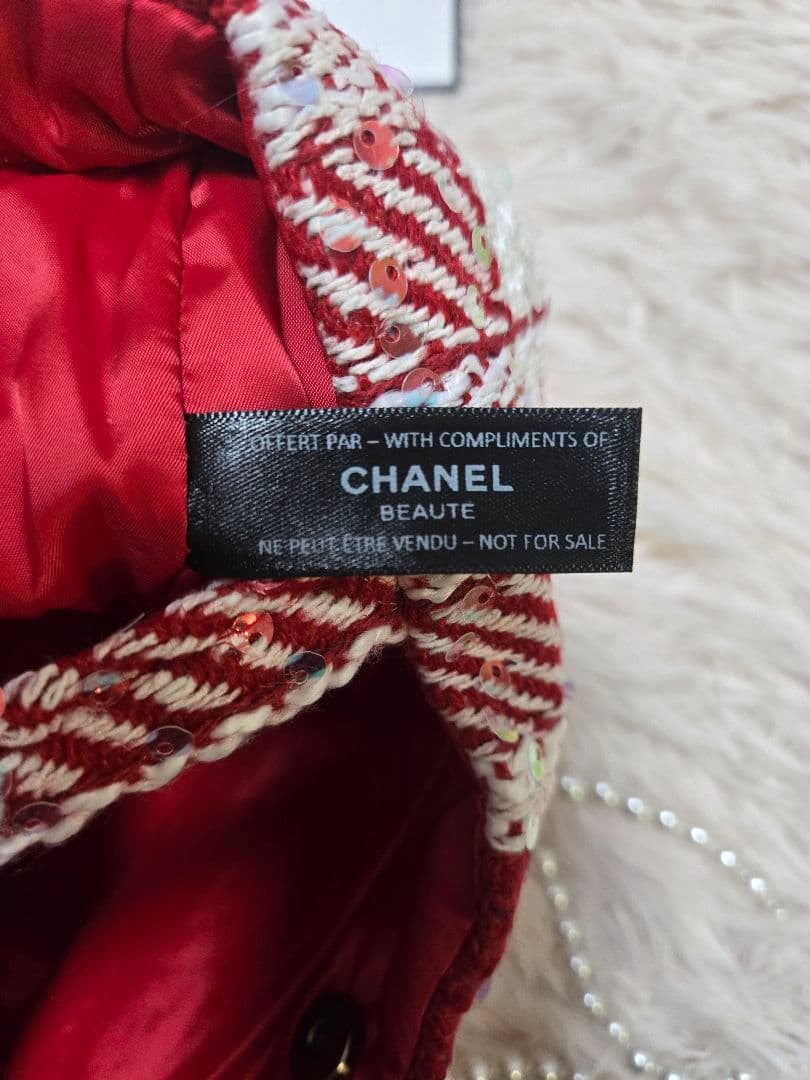 OFFERT PAR – WITH COMPLIMENTS OF
CHANEL
BEAUTE
NE PEUT ÊTRE VENDU – NOT FOR SALE